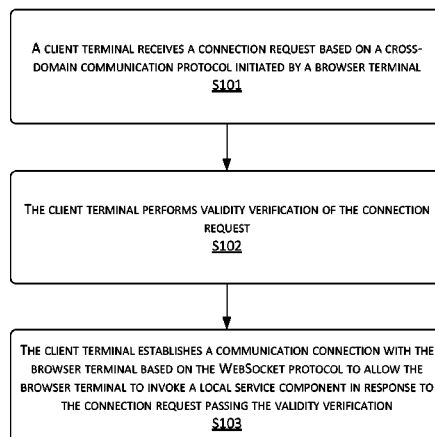 A CLIENT TERMINAL RECEIVES A CONNECTION REQUEST BASED ON A CROSS-
DOMAIN COMMUNICATION PROTOCOL INITIATED BY A BROWSER TERMINAL
S101
THE CLIENT TERMINAL PERFORMS VALIDITY VERIFICATION OF THE CONNECTION
REQUEST
S102
THE CLIENT TERMINAL ESTABLISHES A COMMUNICATION CONNECTION WITH THE
BROWSER TERMINAL BASED ON THE WEBSOCKET PROTOCOL TO ALLOW THE
BROWSER TERMINAL TO INVOKE A LOCAL SERVICE COMPONENT IN RESPONSE TO
THE CONNECTION REQUEST PASSING THE VALIDITY VERIFICATION
S103